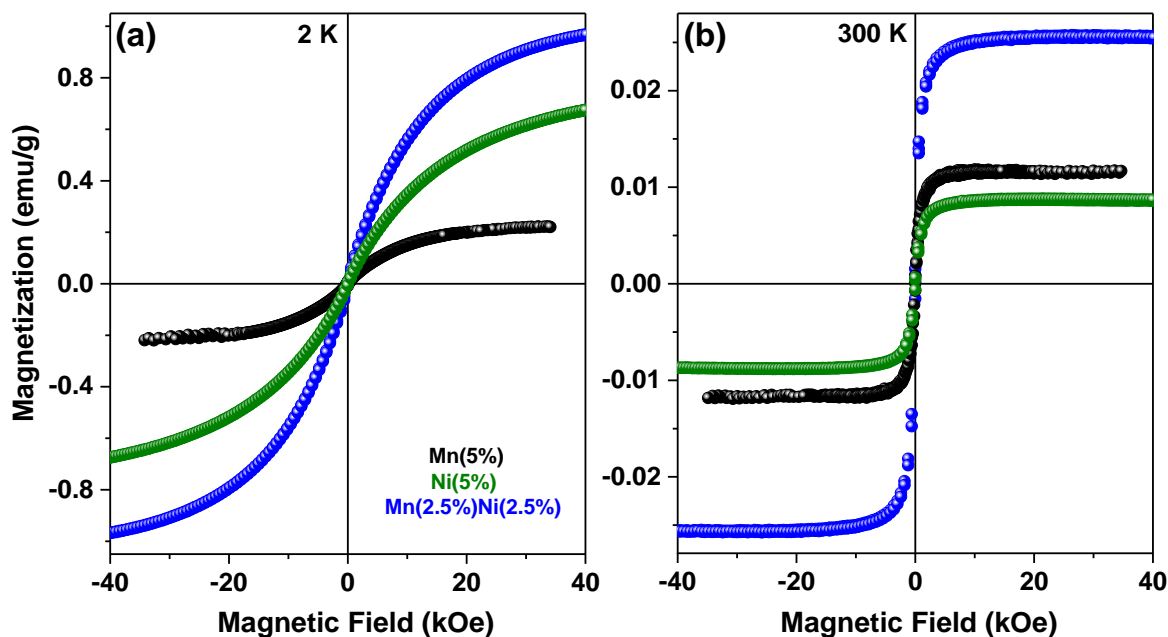 (a)
2 K
Magnetization (emu/g)
0.8
0.4
0.0
-0.4
-0.8
Mn(5%)
Ni(5%)
Mn(2.5%)Ni(2.5%)
-40
-20
0
20
40
Magnetic Field (kOe)
(b)
300 K
0.02
0.01
0.00
-0.01
-0.02
-40
-20
0
20
40
Magnetic Field (kOe)